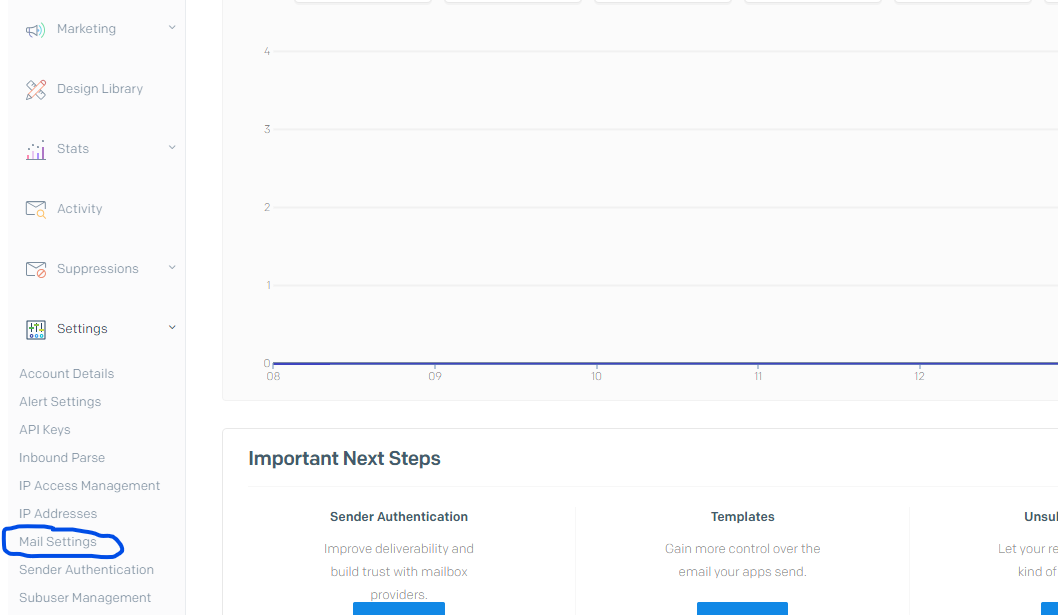 Marketing
Design Library
Stats
Activity
Suppressions
Settings
Account Details
Alert Settings
API Keys
Inbound Parse
IP Access Management
IP Addresses
Mail Settings
Sender Authentication
Subuser Management
4
3
2
1
0
08 09 10 11 12
Important Next Steps
Sender Authentication
Improve deliverability and
build trust with mailbox
providers.
Templates
Gain more control over the
email your apps send.
Unsu
Let your re
kind of